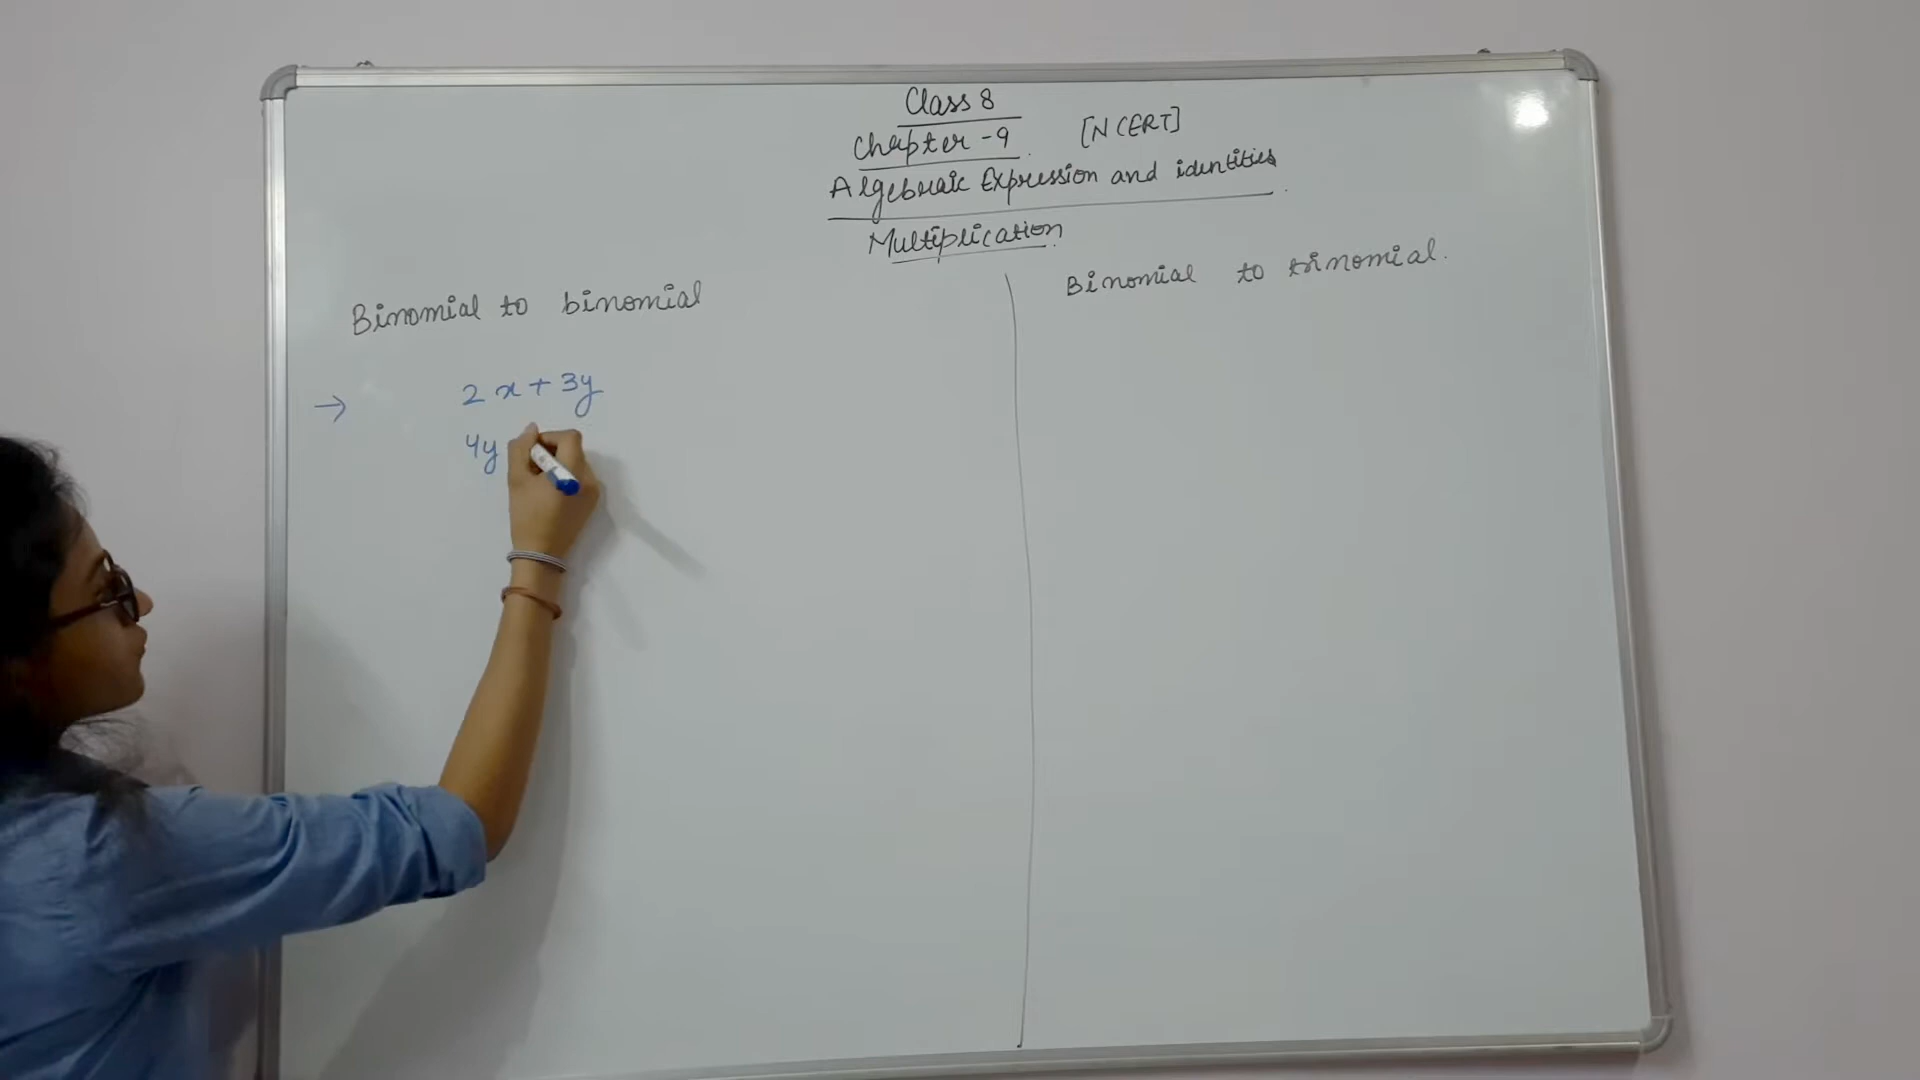 Class 8
Chapter - 9 [NCERT]
Algebraic Expression and identities
Multiplication
Binomial to binomial
Binomial to trinomial.
→ 2x + 3y
4y